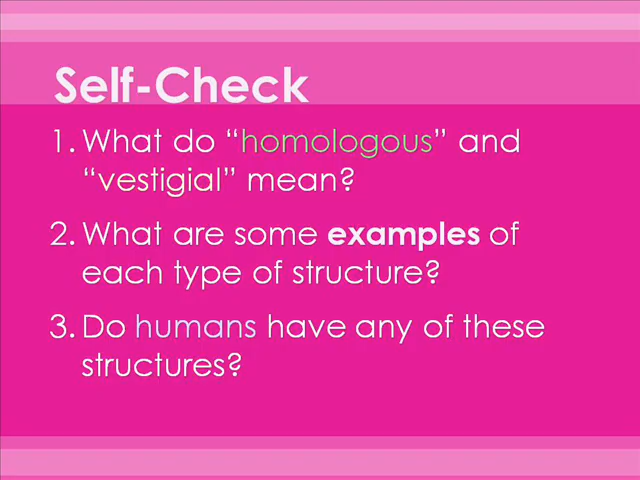 Self-Check
1. What do “homologous” and
“vestigial” mean?
2. What are some examples of
each type of structure?
3. Do humans have any of these
structures?